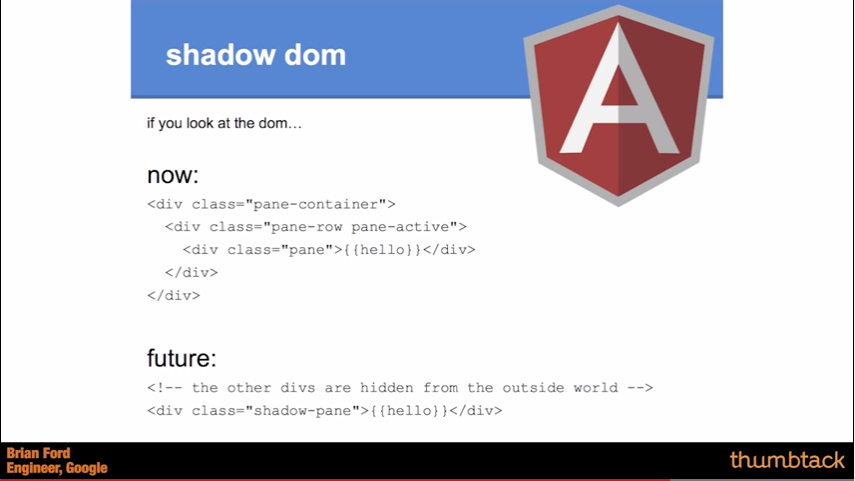 shadow dom
if you look at the dom...
now:
<div class="pane-container">
  <div class="pane-row pane-active">
    <div class="pane">{{hello}}</div>
  </div>
</div>
future:
<!-- the other divs are hidden from the outside world -->
<div class="shadow-pane">{{hello}}</div>
Brian Ford
Engineer, Google
thumbtack